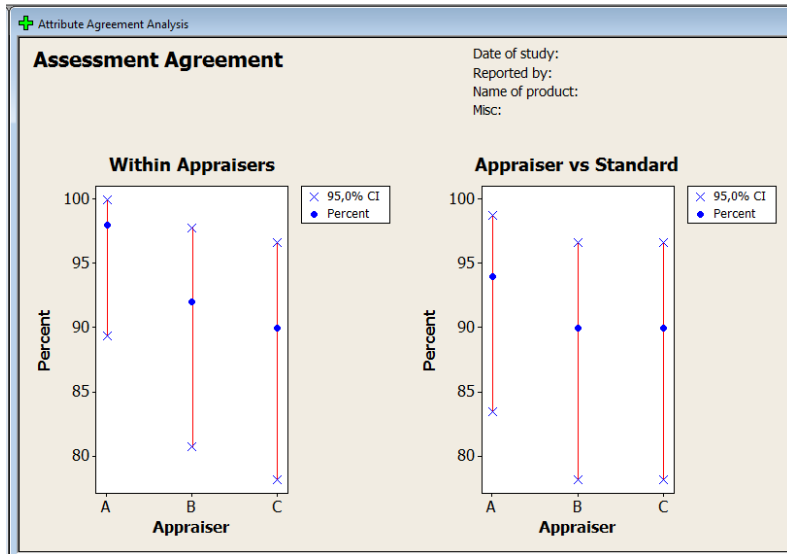 Attribute Agreement Analysis
Assessment Agreement
Date of study:
Reported by:
Name of product:
Misc:
Within Appraisers
95,0% CI
Percent
100
95
90
85
80
Percent
A B C
Appraiser
Appraiser vs Standard
95,0% CI
Percent
100
95
90
85
80
Percent
A B C
Appraiser